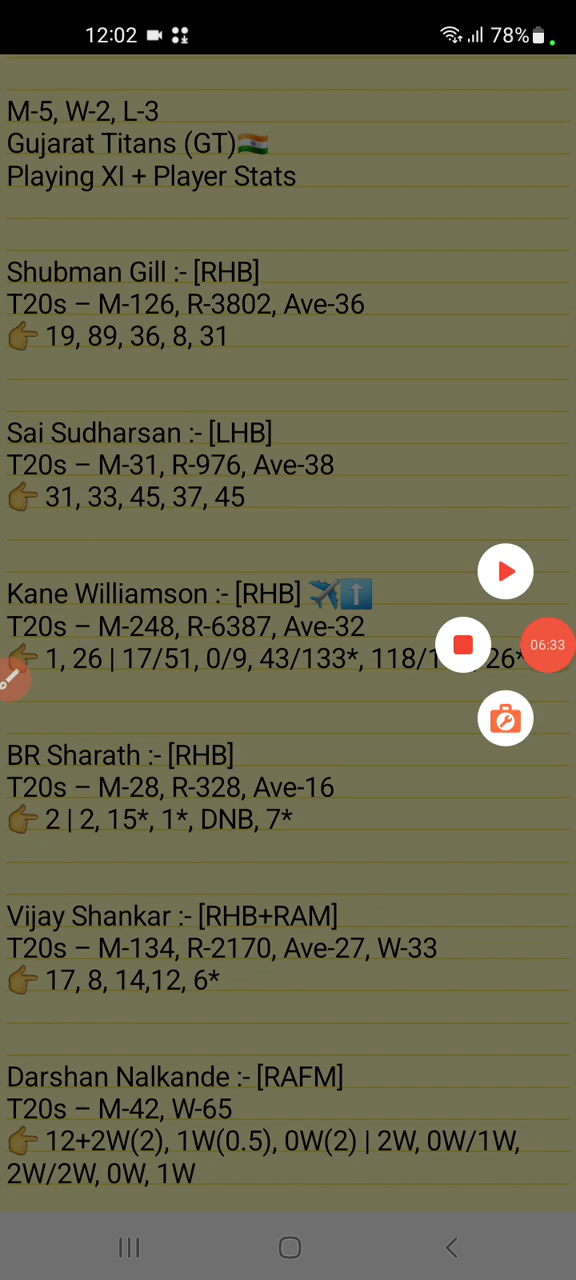 12:02 78%
M-5, W-2, L-3
Gujarat Titans (GT)🇮🇳
Playing XI + Player Stats
Shubman Gill :- [RHB]
T20s – M-126, R-3802, Ave-36
👉 19, 89, 36, 8, 31
Sai Sudharsan :- [LHB]
T20s – M-31, R-976, Ave-38
👉 31, 33, 45, 37, 45
Kane Williamson :- [RHB] ✈️⬆️
T20s – M-248, R-6387, Ave-32
06:33
👉 1, 26 | 17/51, 0/9, 43/133*, 118/1 26*
BR Sharath :- [RHB]
T20s – M-28, R-328, Ave-16
👉 2 | 2, 15*, 1*, DNB, 7*
Vijay Shankar :- [RHB+RAM]
T20s – M-134, R-2170, Ave-27, W-33
👉 17, 8, 14,12, 6*
Darshan Nalkande :- [RAFM]
T20s – M-42, W-65
👉 12+2W(2), 1W(0.5), 0W(2) | 2W, 0W/1W,
2W/2W, 0W, 1W